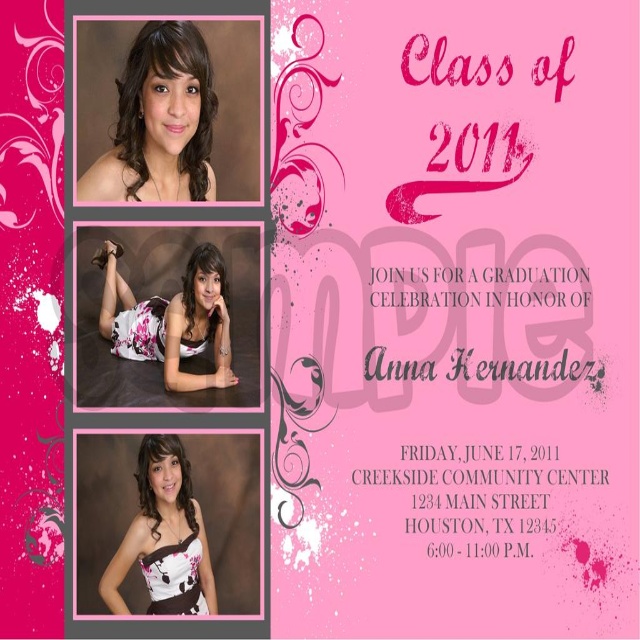 Class of
2011
JOIN US FOR A GRADUATION
CELEBRATION IN HONOR OF
Anna Hernandez
FRIDAY, JUNE 17, 2011
CREEKSIDE COMMUNITY CENTER
1234 MAIN STREET
HOUSTON, TX 12345
6:00 - 11:00 P.M.
sample